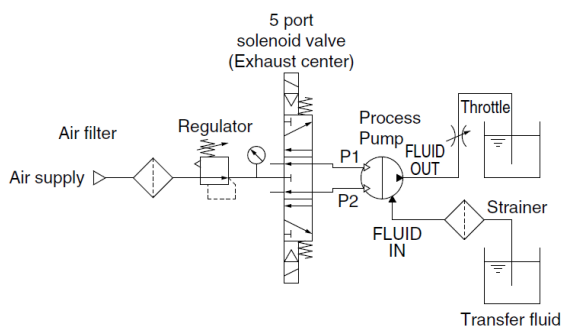 5 port
solenoid valve
(Exhaust center)
Air filter
Regulator
Air supply
P1
P2
Process
Pump
FLUID
OUT
Throttle
FLUID
IN
Strainer
Transfer fluid